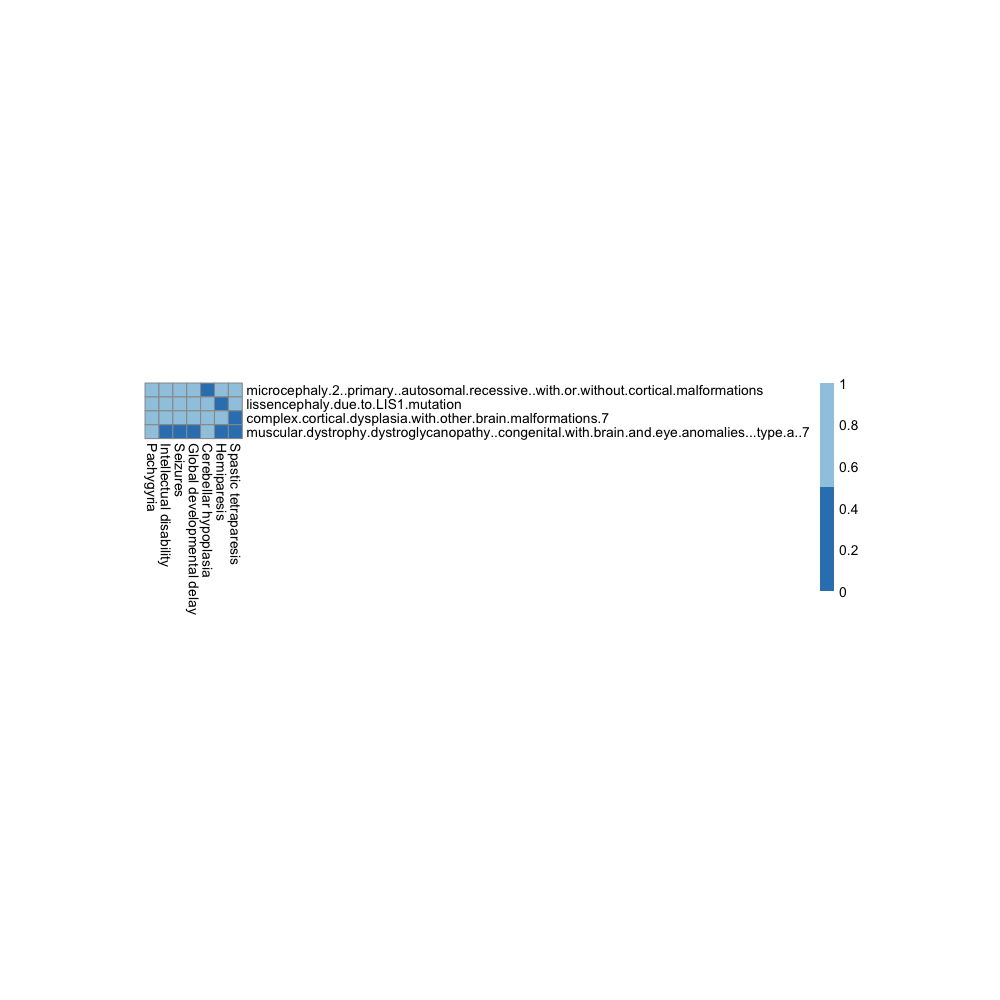 microcephaly.2..primary..autosomal.recessive..with.or.without.cortical.malformations
lissencephaly.due.to.LIS1.mutation
complex.cortical.dysplasia.with.other.brain.malformations.7
muscular.dystrophy.dystroglycanopathy..congenital.with.brain.and.eye.anomalies...type.a..7
Pachygyria
Intellectual disability
Seizures
Global developmental delay
Cerebellar hypoplasia
Hemiparesis
Spastic tetraparesis
1
0.8
0.6
0.4
0.2
0